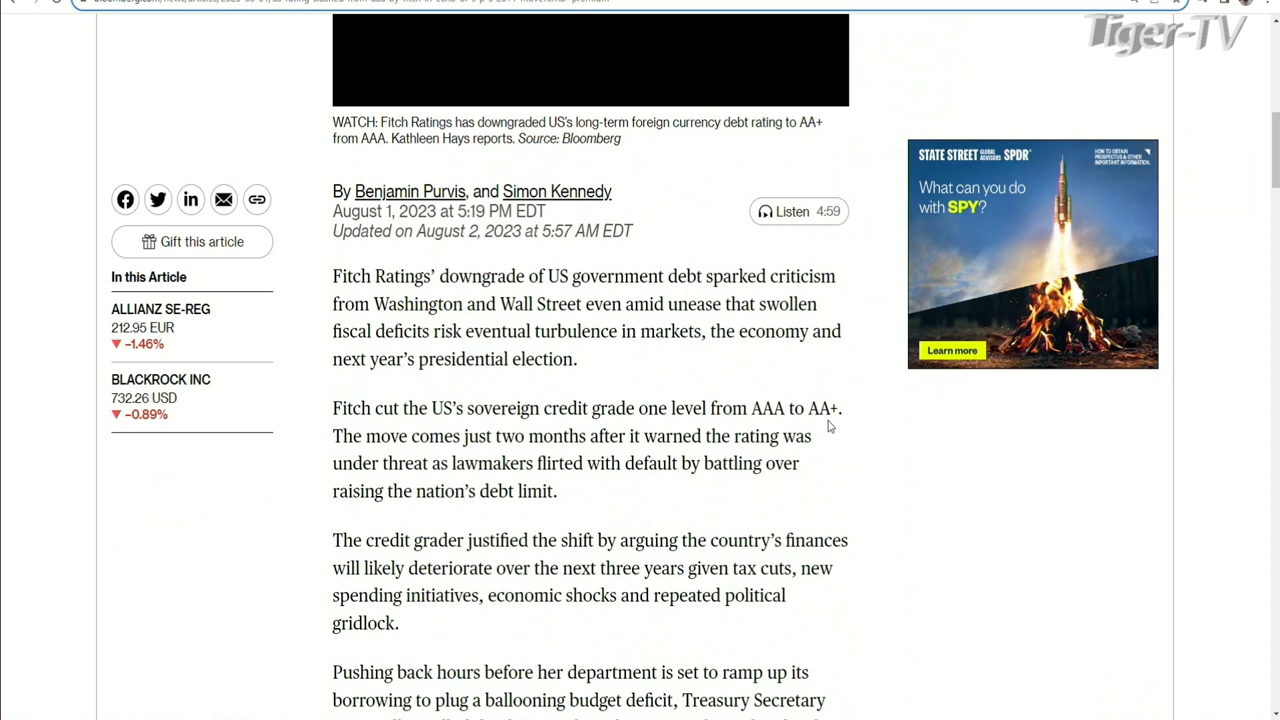 Tiger-TV
WATCH: Fitch Ratings has downgraded US's long-term foreign currency debt rating to AA+
from AAA. Kathleen Hays reports. Source: Bloomberg
By Benjamin Purvis, and Simon Kennedy
August 1, 2023 at 5:19 PM EDT
Updated on August 2, 2023 at 5:57 AM EDT
Listen 4:59
Gift this article
In this Article
ALLIANZ SE-REG
212.95 EUR
▼ −1.46%
BLACKROCK INC
732.26 USD
▼ −0.89%
Fitch Ratings’ downgrade of US government debt sparked criticism
from Washington and Wall Street even amid unease that swollen
fiscal deficits risk eventual turbulence in markets, the economy and
next year’s presidential election.
Fitch cut the US’s sovereign credit grade one level from AAA to AA+.
The move comes just two months after it warned the rating was
under threat as lawmakers flirted with default by battling over
raising the nation’s debt limit.
The credit grader justified the shift by arguing the country’s finances
will likely deteriorate over the next three years given tax cuts, new
spending initiatives, economic shocks and repeated political
gridlock.
Pushing back hours before her department is set to ramp up its
borrowing to plug a ballooning budget deficit, Treasury Secretary
STATE STREET GLOBAL ADVISORS SPDR®
HOW TO OBTAIN
PROSPECTUS & OTHER
IMPORTANT INFORMATION.
What can you do
with SPY?
Learn more